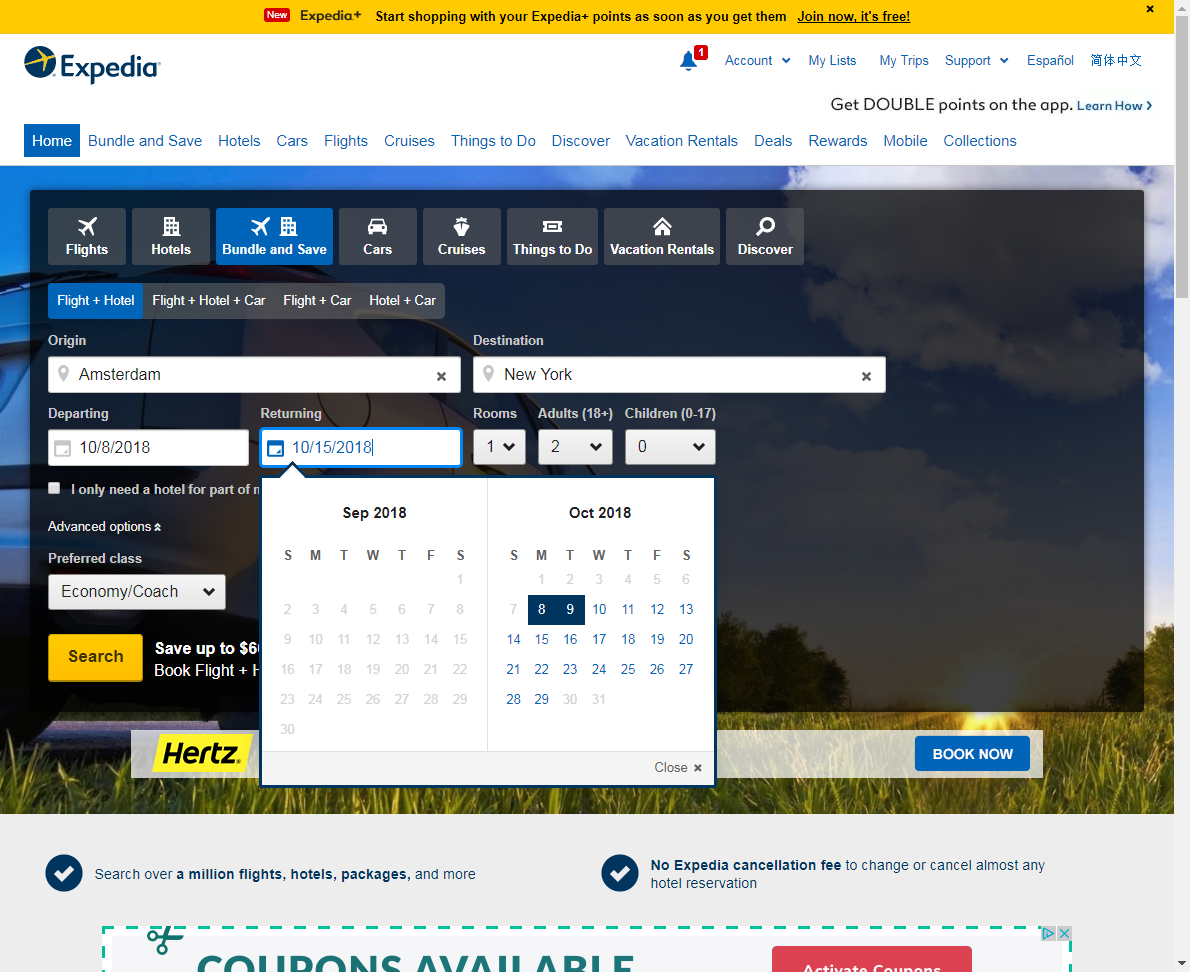 New Expedia+ Start shopping with your Expedia+ points as soon as you get them Join now, it's free!
Expedia
1 Account My Lists My Trips Support Español 简体中文
Get DOUBLE points on the app. Learn How
Home Bundle and Save Hotels Cars Flights Cruises Things to Do Discover Vacation Rentals Deals Rewards Mobile Collections
Flights Hotels Bundle and Save Cars Cruises Things to Do Vacation Rentals Discover
Flight + Hotel Flight + Hotel + Car Flight + Car Hotel + Car
Origin Destination
Amsterdam New York
Departing Returning Rooms Adults (18+) Children (0-17)
10/8/2018 10/15/2018 1 2 0
I only need a hotel for part of
Advanced options
Preferred class
Economy/Coach
Search
Save up to $6
Book Flight + H
Sep 2018
S M T W T F S
1
2 3 4 5 6 7 8
9 10 11 12 13 14 15
16 17 18 19 20 21 22
23 24 25 26 27 28 29
30
Oct 2018
S M T W T F S
1 2 3 4 5 6
7 8 9 10 11 12 13
14 15 16 17 18 19 20
21 22 23 24 25 26 27
28 29 30 31
Close
Hertz.
BOOK NOW
Search over a million flights, hotels, packages, and more
No Expedia cancellation fee to change or cancel almost any
hotel reservation
COUPONS AVAILABLE
Activate Coupons